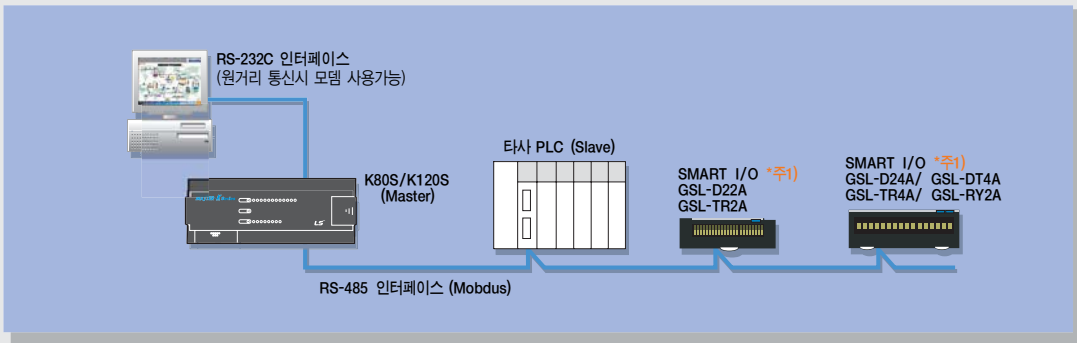 RS-232C 인터페이스
(원거리 통신시 모뎀 사용가능)
K80S/K120S
(Master)
타사 PLC (Slave)
SMART I/O *주1)
GSL-D22A
GSL-TR2A
SMART I/O *주1)
GSL-D24A/ GSL-DT4A
GSL-TR4A/ GSL-RY2A
LS
RS-485 인터페이스 (Mobdus)